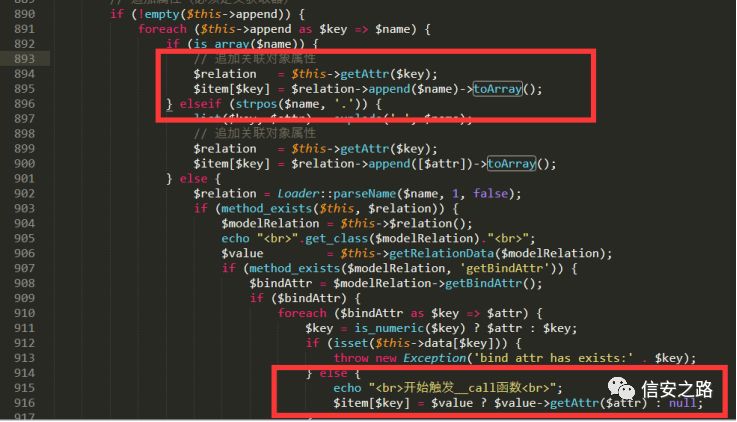 889 // 追加属性（必须定义获取器）
890 if (!empty($this->append)) {
891 foreach ($this->append as $key => $name) {
892 if (is_array($name)) {
893 // 追加关联对象属性
894 $relation   = $this->getAttr($key);
895 $item[$key] = $relation->append($name)->toArray();
896 } elseif (strpos($name, '.')) {
897 list($key, $attr) = explode('.', $name);
898 // 追加关联对象属性
899 $relation   = $this->getAttr($key);
900 $item[$key] = $relation->append([$attr])->toArray();
901 } else {
902 $relation = Loader::parseName($name, 1, false);
903 if (method_exists($this, $relation)) {
904 $modelRelation = $this->$relation();
905 echo "<br>".get_class($modelRelation)."<br>";
906 $value         = $this->getRelationData($modelRelation);
907 if (method_exists($modelRelation, 'getBindAttr')) {
908 $bindAttr = $modelRelation->getBindAttr();
909 if ($bindAttr) {
910 foreach ($bindAttr as $key => $attr) {
911 $key = is_numeric($key) ? $attr : $key;
912 if (isset($this->data[$key])) {
913 throw new Exception('bind attr has exists:' . $key);
914 } else {
915 echo "<br>开始触发__call函数<br>";
916 $item[$key] = $value ? $value->getAttr($attr) : null;
917
信安之路